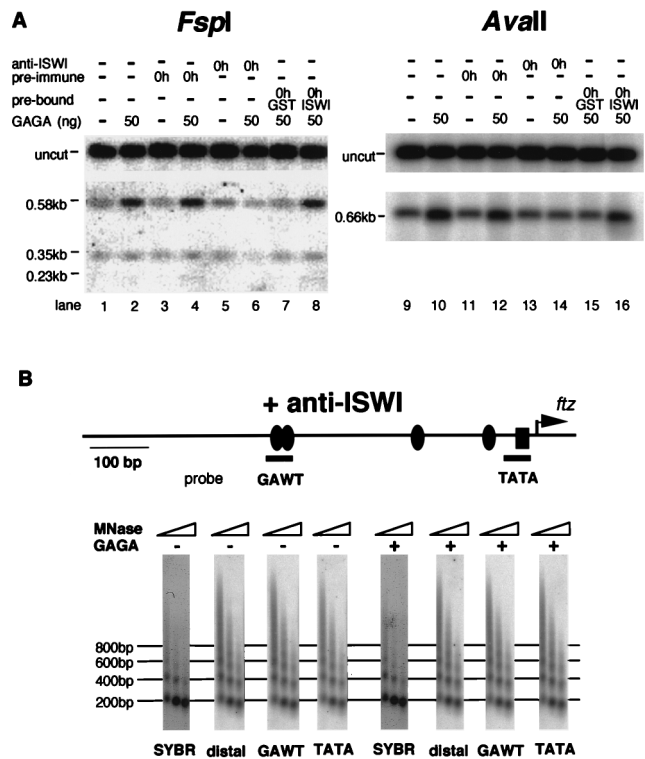 A
FspI AvaII
anti-ISWI - - - - 0h 0h - - - - - - 0h 0h - -
pre-immune - - 0h 0h - - - - - - 0h 0h - - - -
pre-bound - - - - - - 0h GST 0h ISWI - - - - - - 0h GST 0h ISWI
GAGA (ng) - 50 - 50 - 50 50 50 - 50 - 50 - 50 50 50
uncut uncut
0.58kb
0.66kb
0.35kb
0.23kb
lane 1 2 3 4 5 6 7 8 9 10 11 12 13 14 15 16
B
+ anti-ISWI
ftz
100 bp
probe GAWT TATA
MNase
GAGA - - - - + + + +
800bp
600bp
400bp
200bp
SYBR distal GAWT TATA SYBR distal GAWT TATA